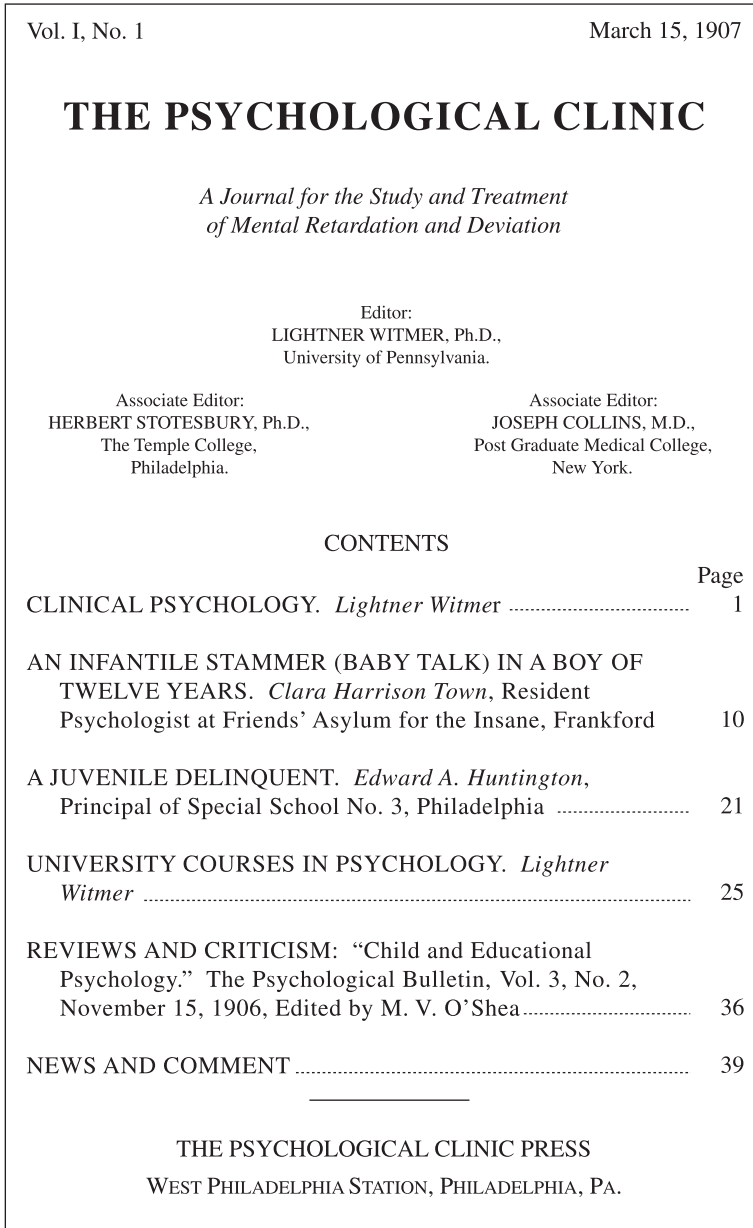 Vol. I, No. 1 March 15, 1907
THE PSYCHOLOGICAL CLINIC
A Journal for the Study and Treatment
of Mental Retardation and Deviation
Editor:
LIGHTNER WITMER, Ph.D.,
University of Pennsylvania.
Associate Editor:
HERBERT STOTESBURY, Ph.D.,
The Temple College,
Philadelphia.
Associate Editor:
JOSEPH COLLINS, M.D.,
Post Graduate Medical College,
New York.
CONTENTS
Page
CLINICAL PSYCHOLOGY. Lightner Witmer 1
AN INFANTILE STAMMER (BABY TALK) IN A BOY OF
TWELVE YEARS. Clara Harrison Town, Resident
Psychologist at Friends’ Asylum for the Insane, Frankford 10
A JUVENILE DELINQUENT. Edward A. Huntington,
Principal of Special School No. 3, Philadelphia 21
UNIVERSITY COURSES IN PSYCHOLOGY. Lightner
Witmer 25
REVIEWS AND CRITICISM: “Child and Educational
Psychology.” The Psychological Bulletin, Vol. 3, No. 2,
November 15, 1906, Edited by M. V. O’Shea 36
NEWS AND COMMENT 39
THE PSYCHOLOGICAL CLINIC PRESS
WEST PHILADELPHIA STATION, PHILADELPHIA, PA.